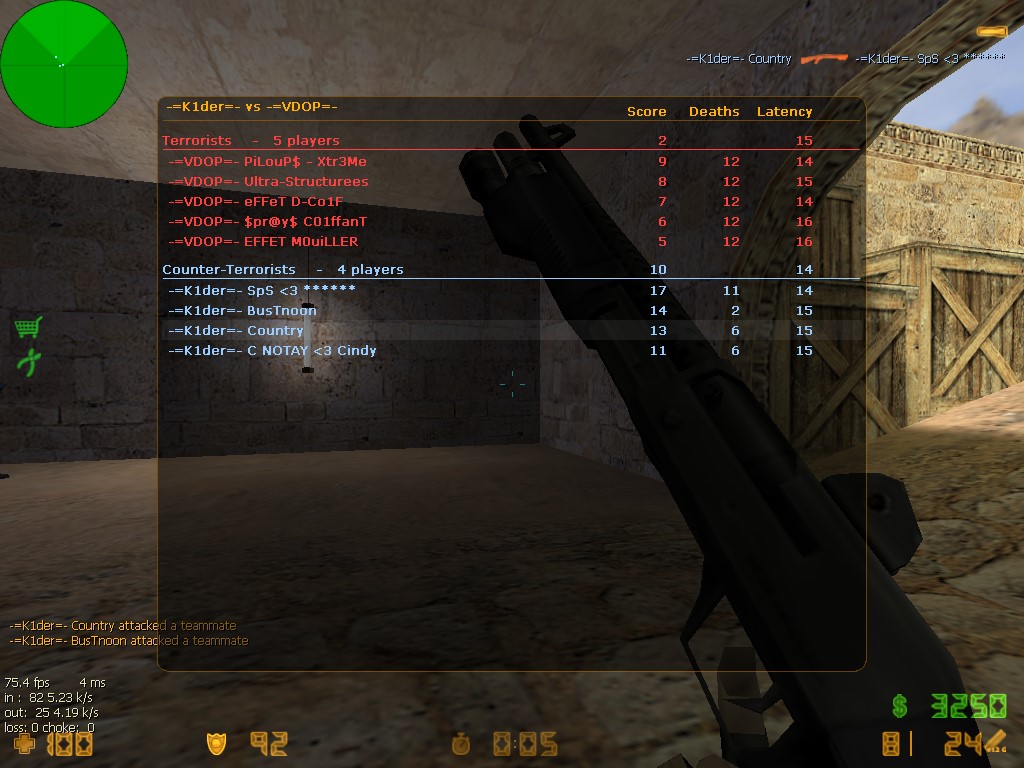 -=K1der=- Country -=K1der=- SpS <3 ******
-=K1der=- vs -=VDOP=- Score Deaths Latency
Terrorists - 5 players 2 15
-=VDOP=- PiLouP$ - Xtr3Me 9 12 14
-=VDOP=- Ultra-Structurees 8 12 15
-=VDOP=- eFFeT D-Co1F 7 12 14
-=VDOP=- $pr@y$ C01ffanT 6 12 16
-=VDOP=- EFFET M0uiLLER 5 12 16
Counter-Terrorists - 4 players 10 14
-=K1der=- SpS <3 ****** 17 11 14
-=K1der=- BusTnoon 14 2 15
-=K1der=- Country 13 6 15
-=K1der=- C NOTAY <3 Cindy 11 6 15
-=K1der=- Country attacked a teammate
-=K1der=- BusTnoon attacked a teammate
75.4 fps 4 ms
in : 82 5.23 k/s
out: 25 4.19 k/s
loss: 0 choke: 0
$ 3250
100 92 0:05 8| 24